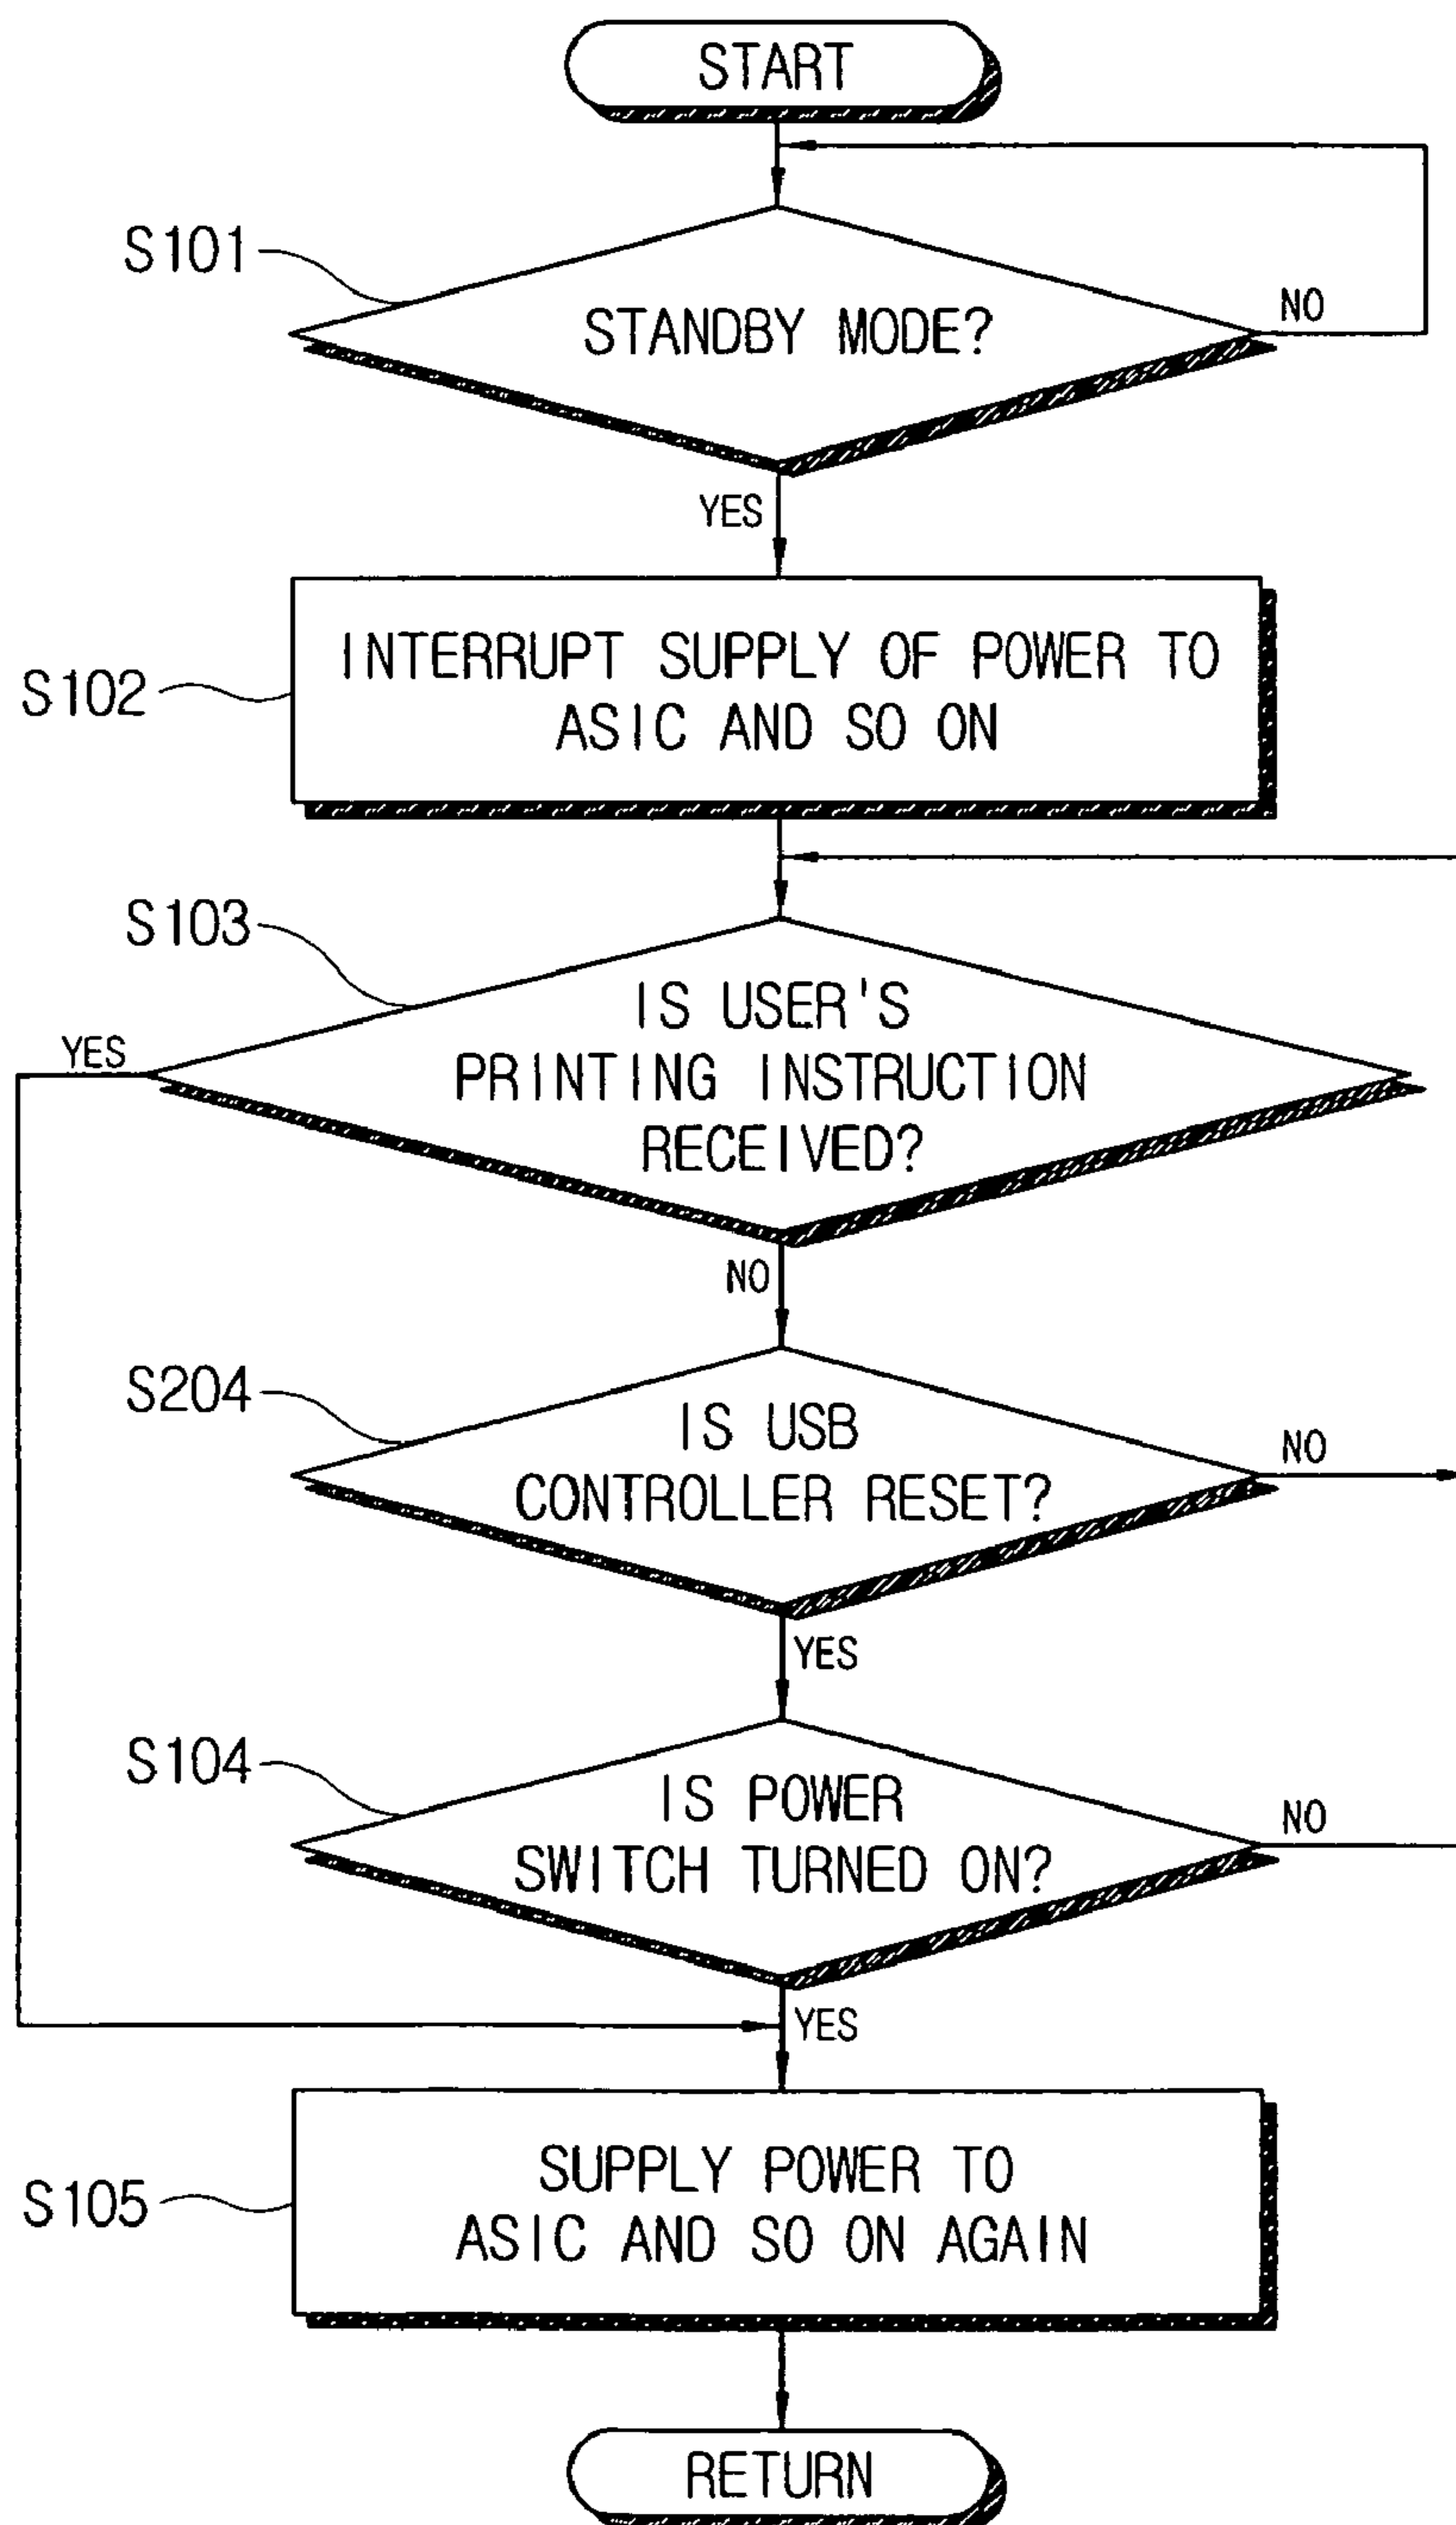 START
S101
STANDBY MODE?
NO
YES
S102
INTERRUPT SUPPLY OF POWER TO
ASIC AND SO ON
S103
IS USER'S
PRINTING INSTRUCTION
RECEIVED?
YES
NO
S204
IS USB
CONTROLLER RESET?
NO
YES
S104
IS POWER
SWITCH TURNED ON?
NO
YES
S105
SUPPLY POWER TO
ASIC AND SO ON AGAIN
RETURN